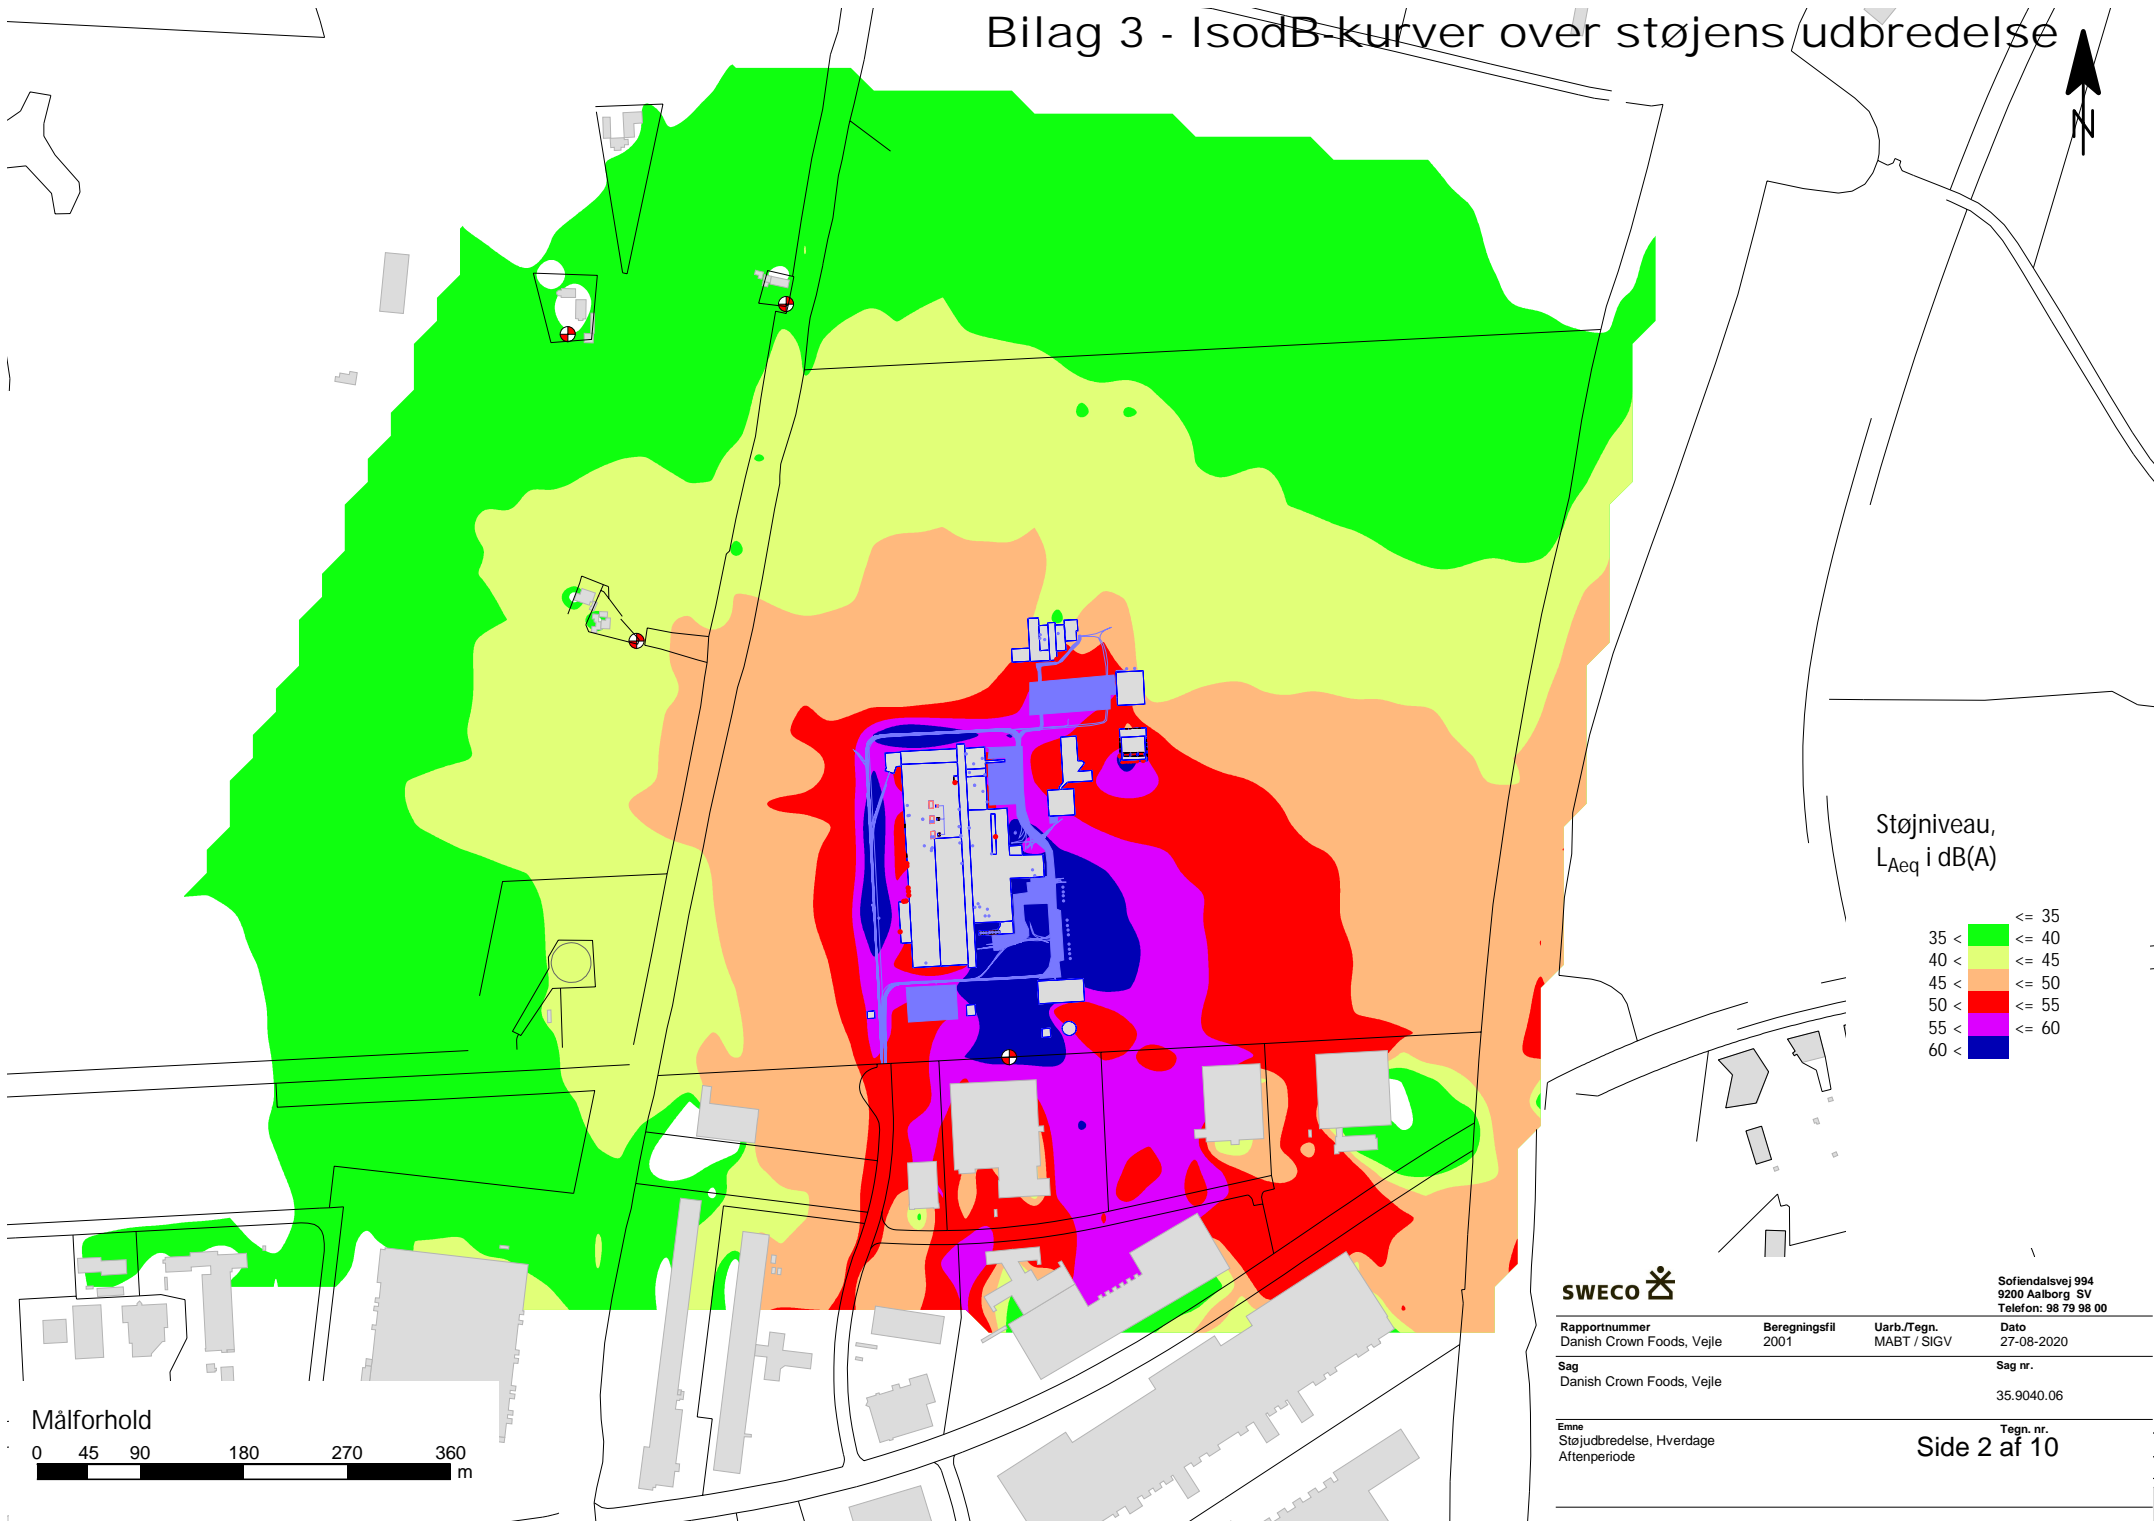 Bilag 3 - IsodB-kurver over støjens udbredelse
N
Støjniveau,
LAeq i dB(A)
<= 35
35 < <= 40
40 < <= 45
45 < <= 50
50 < <= 55
55 < <= 60
60 <
Målforhold
0 45 90 180 270 360
m
SWECO
Sofiendalsvej 994
9200 Aalborg SV
Telefon: 98 79 98 00
Rapportnummer Beregningsfil Uarb./Tegn. Dato
Danish Crown Foods, Vejle 2001 MABT / SIGV 27-08-2020
Sag Sag nr.
Danish Crown Foods, Vejle
35.9040.06
Emne Tegn. nr.
Støjudbredelse, Hverdage
Aftenperiode
Side 2 af 10